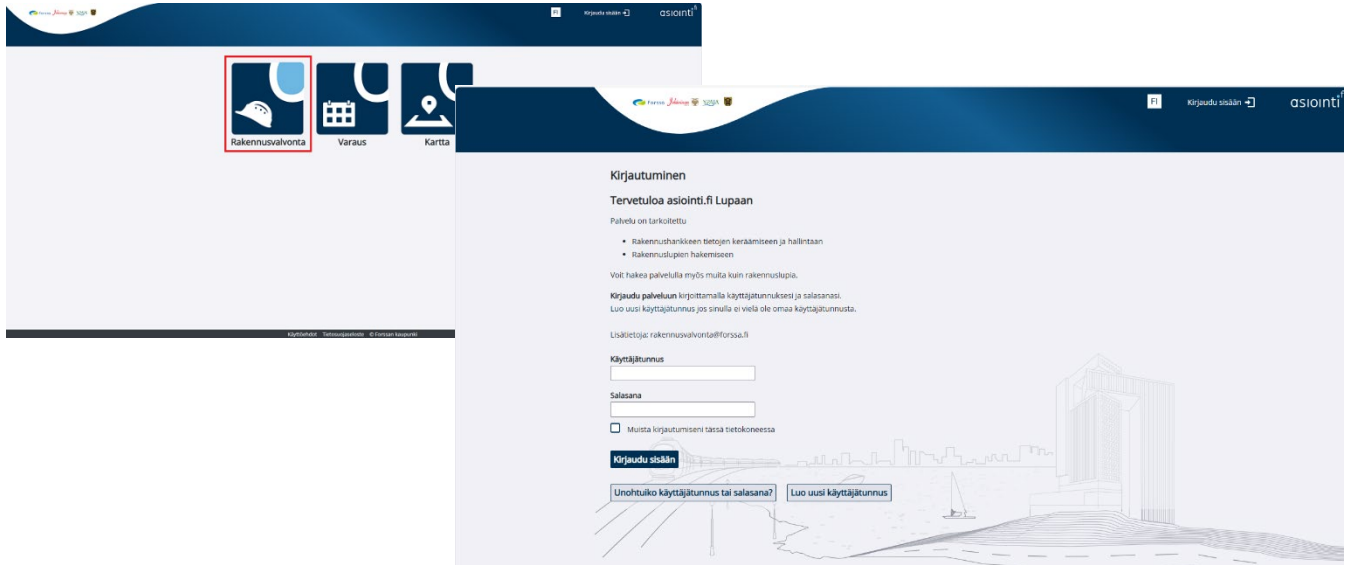 FI
Kirjaudu sisään
asiointi.fi
Rakennusvalvonta
Varaus
Kartta
Käyttöehdot Tietosuojaseloste © Forssan kaupunki
Forssa
FI
Kirjaudu sisään
asiointi.fi
Kirjautuminen
Tervetuloa asiointi.fi Lupaan
Palvelu on tarkoitettu
• Rakennushankkeen tietojen keräämiseen ja hallintaan
• Rakennuslupien hakemiseen
Voit hakea palvelulla myös muita kuin rakennuslupia.
Kirjaudu palveluun kirjoittamalla käyttäjätunnuksesi ja salasanasi.
Luo uusi käyttäjätunnus jos sinulla ei vielä ole omaa käyttäjätunnusta.
Lisätietoja: rakennusvalvonta@forssa.fi
Käyttäjätunnus
Salasana
Muista kirjautumiseni tässä tietokoneessa
Kirjaudu sisään
Unohtuiko käyttäjätunnus tai salasana? Luo uusi käyttäjätunnus